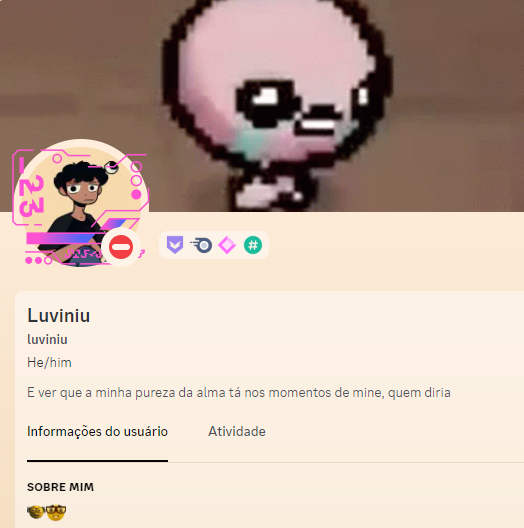 23
#
Luviniu
luviniu
He/him
E ver que a minha pureza da alma tá nos momentos de mine, quem diria
Informações do usuário
Atividade
SOBRE MIM